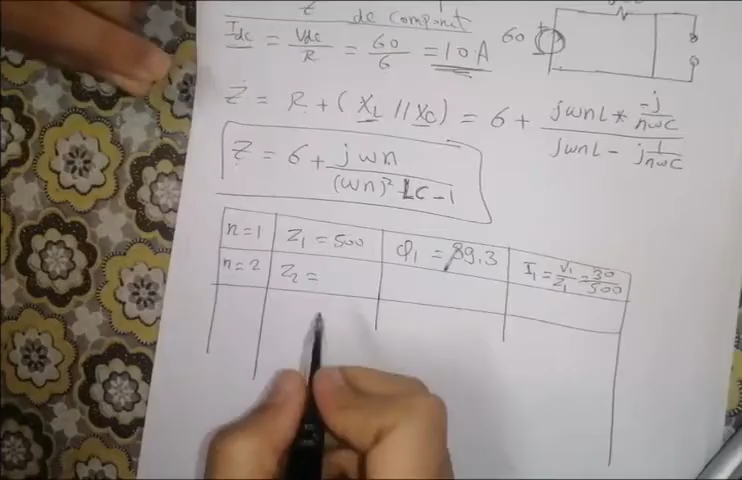 dc component
Idc = Vdc/R = 60/6 = 10 A
60
Z = R + (XL // XC) = 6 + (jwnL * -j/nwC) / (jwnL - j 1/nwC)
Z = 6 + jwn / ((wn)² LC - 1)
n=1 Z1 = 500 φ1 = 89.3 I1 = V1/Z1 = 30/500
n=2 Z2 =